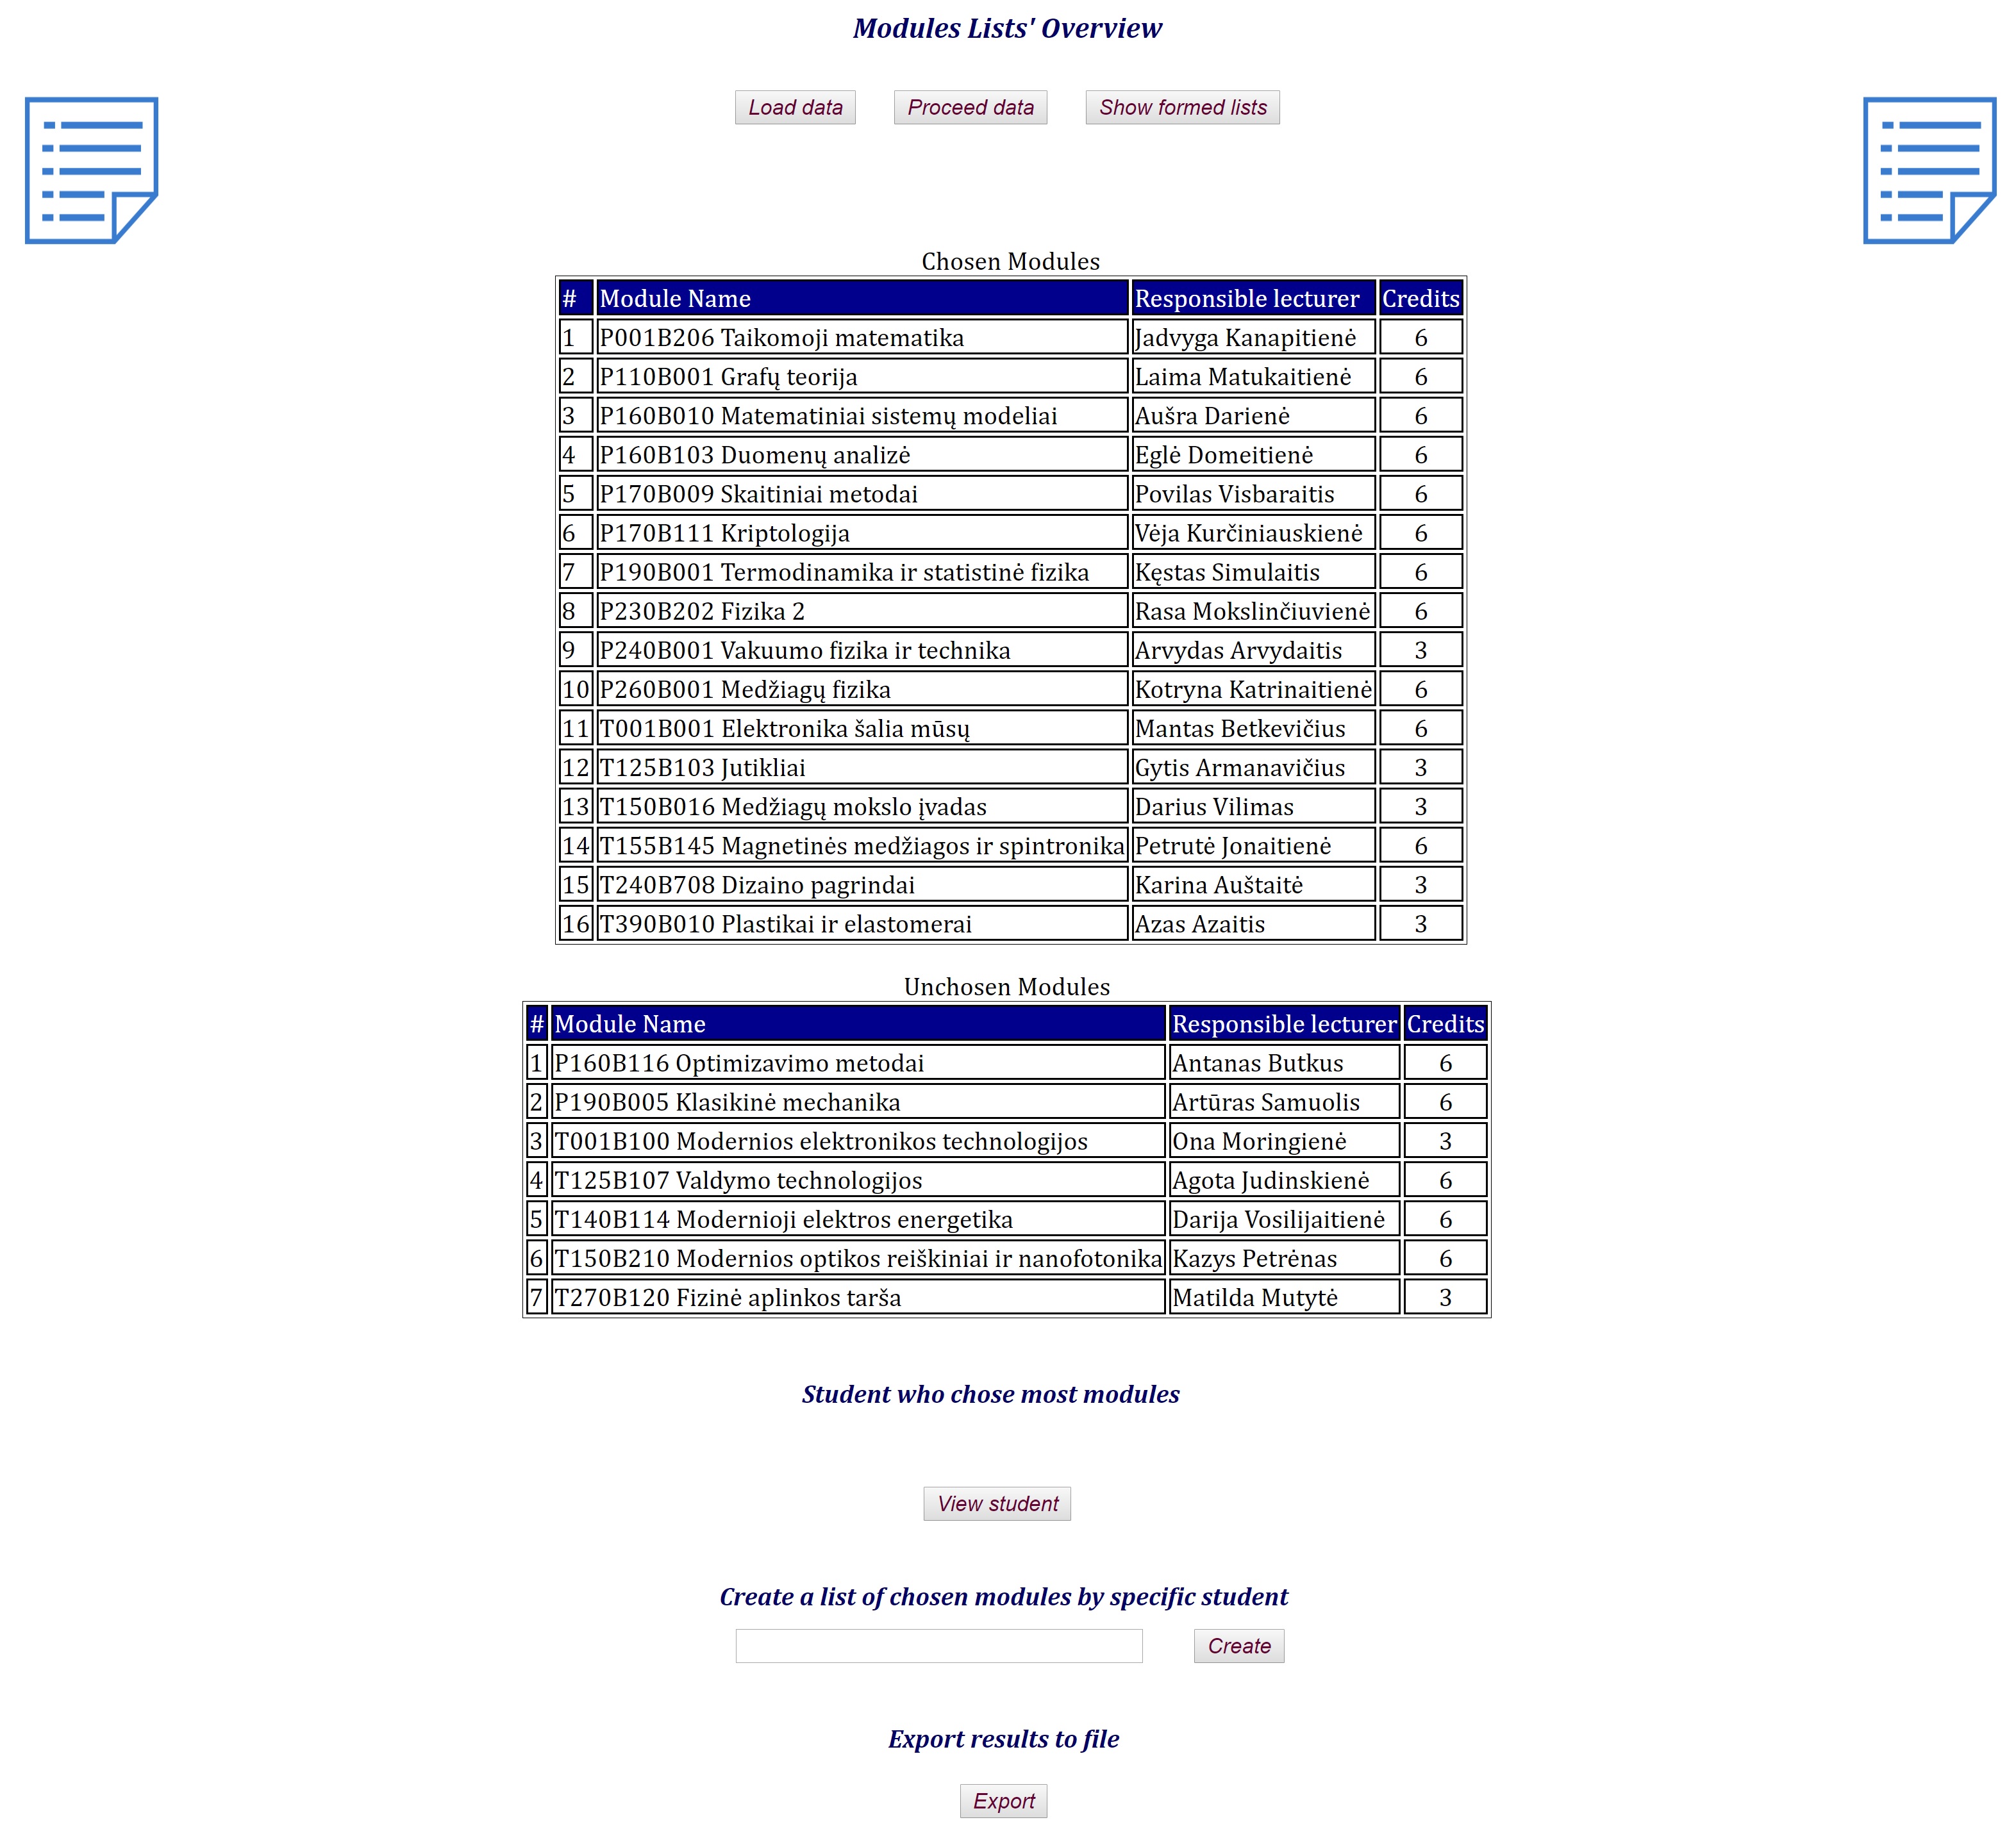 Modules Lists' Overview
Load data Proceed data Show formed lists
Chosen Modules
# Module Name Responsible lecturer Credits
1 P001B206 Taikomoji matematika Jadvyga Kanapitienė 6
2 P110B001 Grafų teorija Laima Matukaitienė 6
3 P160B010 Matematiniai sistemų modeliai Aušra Darienė 6
4 P160B103 Duomenų analizė Eglė Domeitienė 6
5 P170B009 Skaitiniai metodai Povilas Visbaraitis 6
6 P170B111 Kriptologija Vėja Kurčiniauskienė 6
7 P190B001 Termodinamika ir statistinė fizika Kęstas Simulaitis 6
8 P230B202 Fizika 2 Rasa Mokslinčiuvienė 6
9 P240B001 Vakuumo fizika ir technika Arvydas Arvydaitis 3
10 P260B001 Medžiagų fizika Kotryna Katrinaitienė 6
11 T001B001 Elektronika šalia mūsų Mantas Betkevičius 6
12 T125B103 Jutikliai Gytis Armanavičius 3
13 T150B016 Medžiagų mokslo įvadas Darius Vilimas 3
14 T155B145 Magnetinės medžiagos ir spintronika Petrutė Jonaitienė 6
15 T240B708 Dizaino pagrindai Karina Auštaitė 3
16 T390B010 Plastikai ir elastomerai Azas Azaitis 3
Unchosen Modules
# Module Name Responsible lecturer Credits
1 P160B116 Optimizavimo metodai Antanas Butkus 6
2 P190B005 Klasikinė mechanika Artūras Samuolis 6
3 T001B100 Modernios elektronikos technologijos Ona Moringienė 3
4 T125B107 Valdymo technologijos Agota Judinskienė 6
5 T140B114 Modernioji elektros energetika Darija Vosilijaitienė 6
6 T150B210 Modernios optikos reiškiniai ir nanofotonika Kazys Petrėnas 6
7 T270B120 Fizinė aplinkos tarša Matilda Mutytė 3
Student who chose most modules
View student
Create a list of chosen modules by specific student
Create
Export results to file
Export